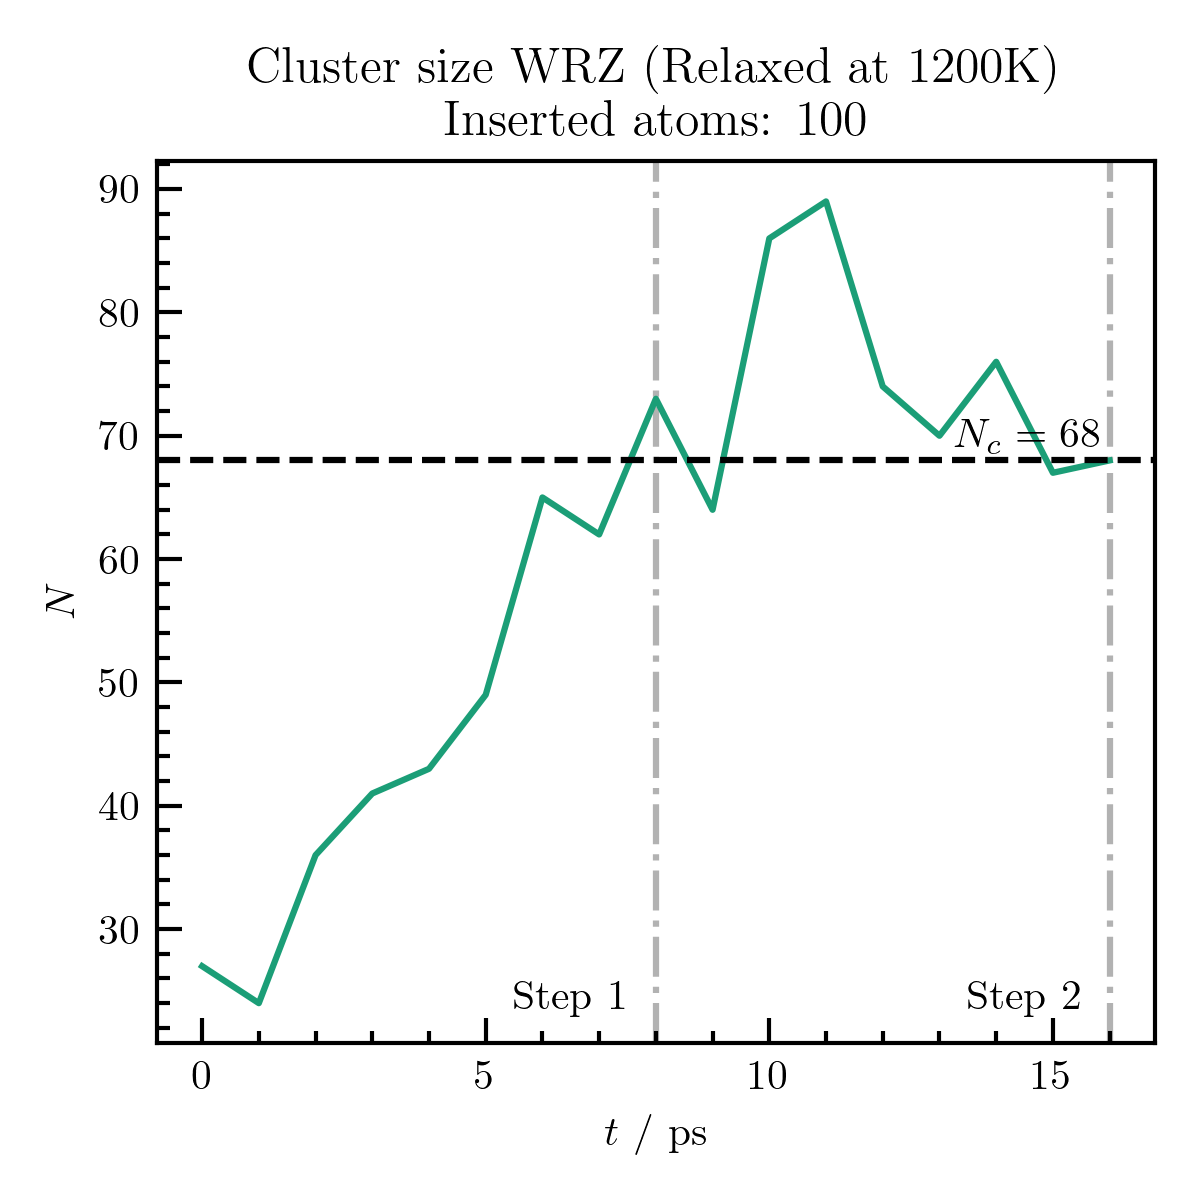 Cluster size WRZ (Relaxed at 1200K)
Inserted atoms: 100
90
80
70
60
50
40
30
N
N_c = 68
Step 1
Step 2
0
5
10
15
t / ps